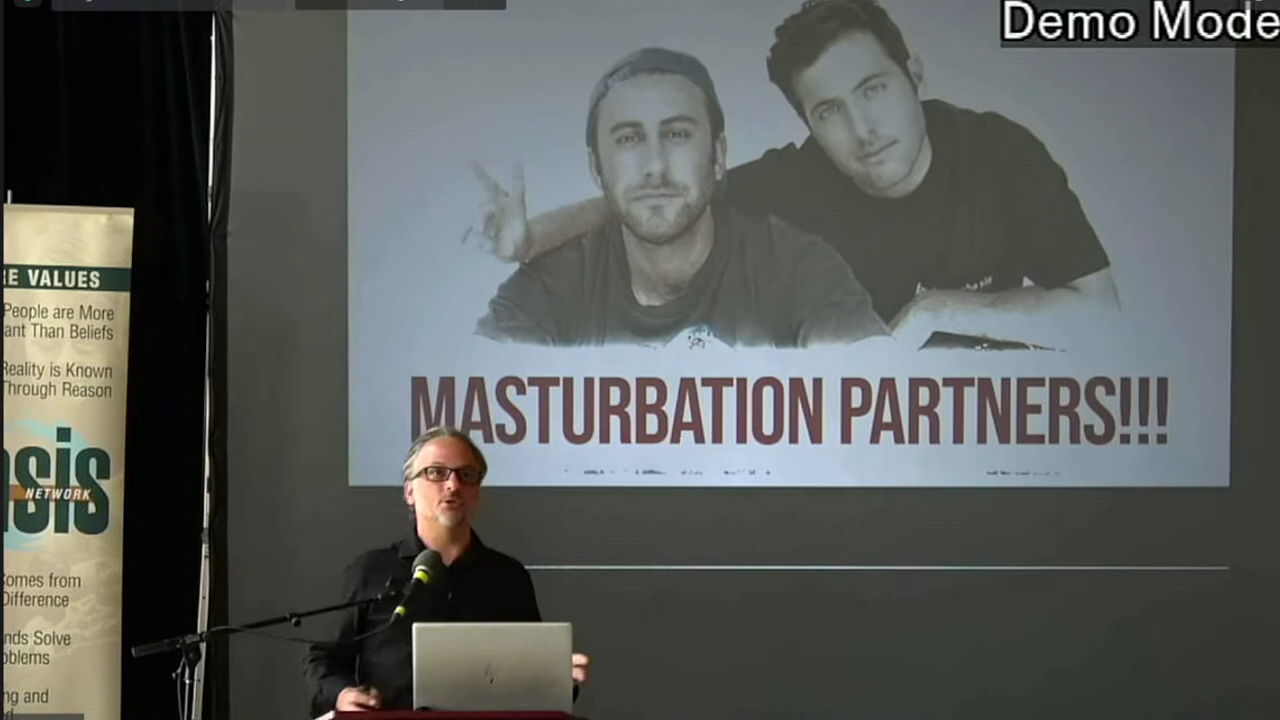 Demo Mode
MASTURBATION PARTNERS!!!
RE VALUES
People are More
ant Than Beliefs
Reality is Known
Through Reason
asis
NETWORK
Comes from
Difference
nds Solve
oblems
ng and